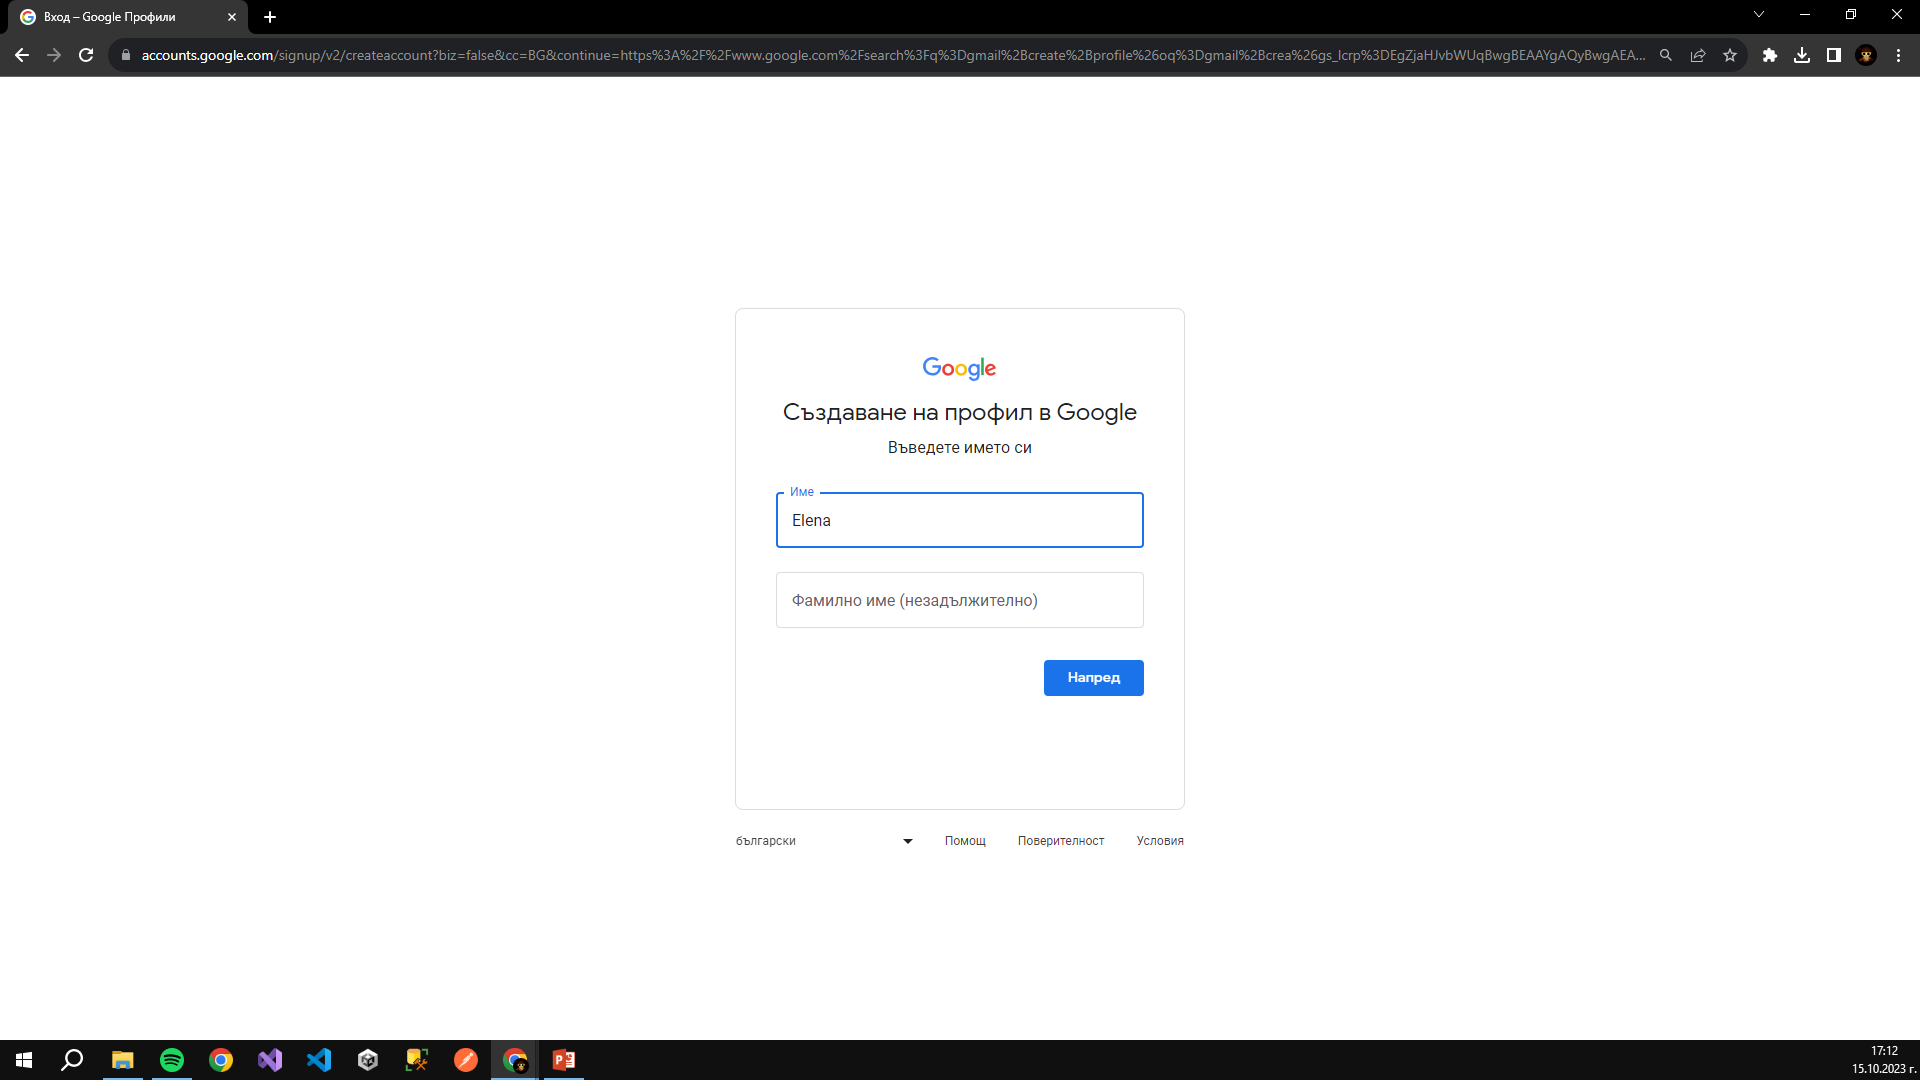 Вход – Google Профили
accounts.google.com/signup/v2/createaccount?biz=false&cc=BG&continue=https%3A%2F%2Fwww.google.com%2Fsearch%3Fq%3Dgmail%2Bcreate%2Bprofile%26oq%3Dgmail%2Bcrea%26gs_lcrp%3DEgZjaHJvbWUqBwgBEAAYgAQyBwgAEA...
Google
Създаване на профил в Google
Въведете името си
Име
Elena
Фамилно име (незадължително)
Напред
български Помощ Поверителност Условия
17:12
15.10.2023 г.